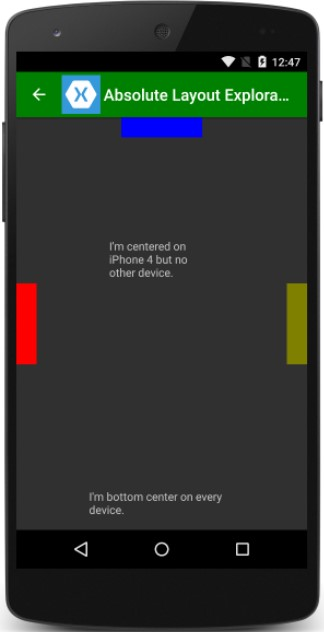 12:47
Absolute Layout Explora...
I'm centered on
iPhone 4 but no
other device.
I'm bottom center on every
device.